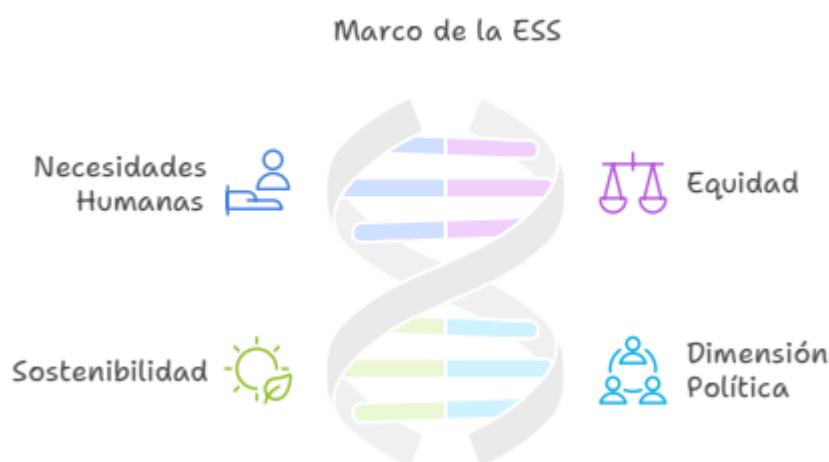 Marco de la ESS
Necesidades
Humanas
Equidad
Sostenibilidad
Dimensión
Política